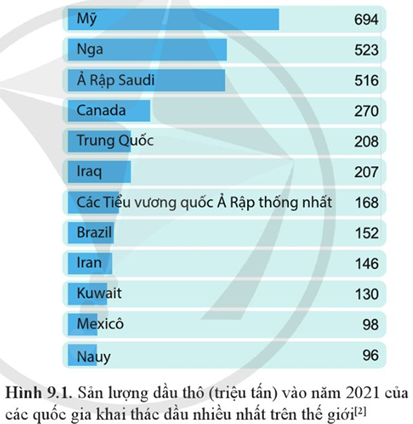 Mỹ 694
Nga 523
Ả Rập Saudi 516
Canada 270
Trung Quốc 208
Iraq 207
Các Tiểu vương quốc Ả Rập thống nhất 168
Brazil 152
Iran 146
Kuwait 130
Mexicô 98
Nauy 96
Hình 9.1. Sản lượng dầu thô (triệu tấn) vào năm 2021 của
các quốc gia khai thác dầu nhiều nhất trên thế giới[2]